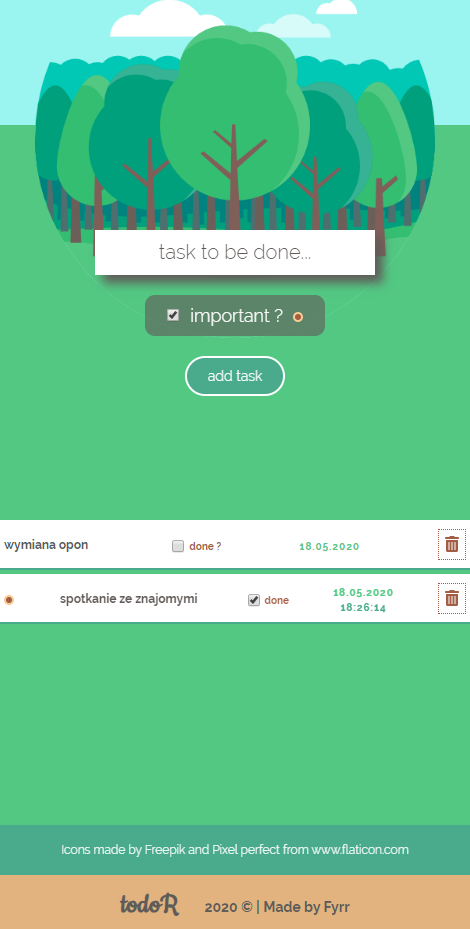 task to be done...
important ?
add task
wymiana opon done ? 18.05.2020
spotkanie ze znajomymi done 18.05.2020
18:26:14
Icons made by Freepik and Pixel perfect from www.flaticon.com
todoR 2020 © | Made by Fyrr